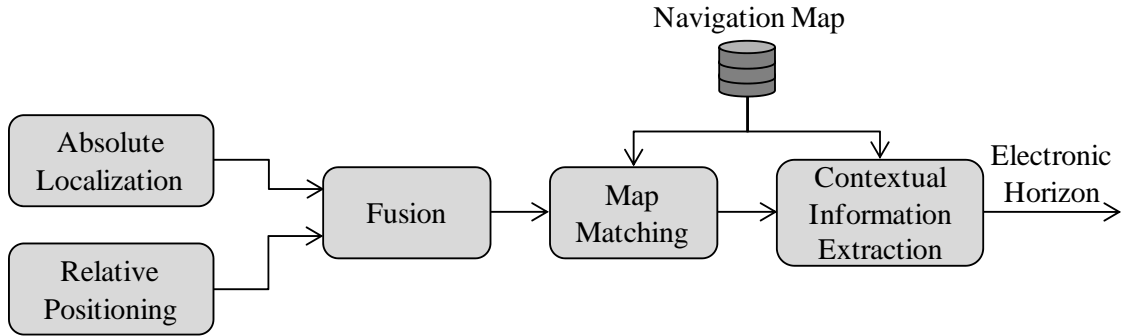 Navigation Map
Absolute
Localization
Relative
Positioning
Fusion
Map
Matching
Contextual
Information
Extraction
Electronic
Horizon